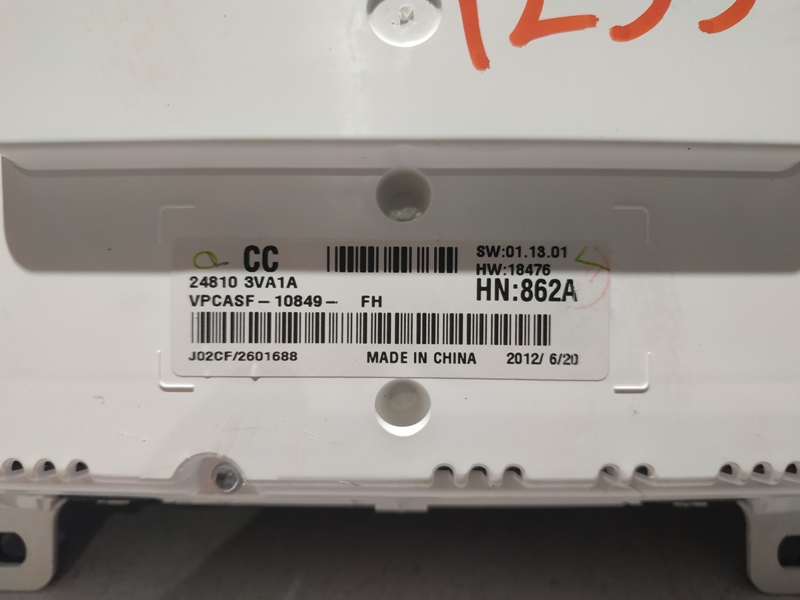 CC
SW:01.13.01
HW:18476
24810 3VA1A
HN:862A
VPCASF-10849- FH
J02CF/2601688 MADE IN CHINA 2012/ 6/20